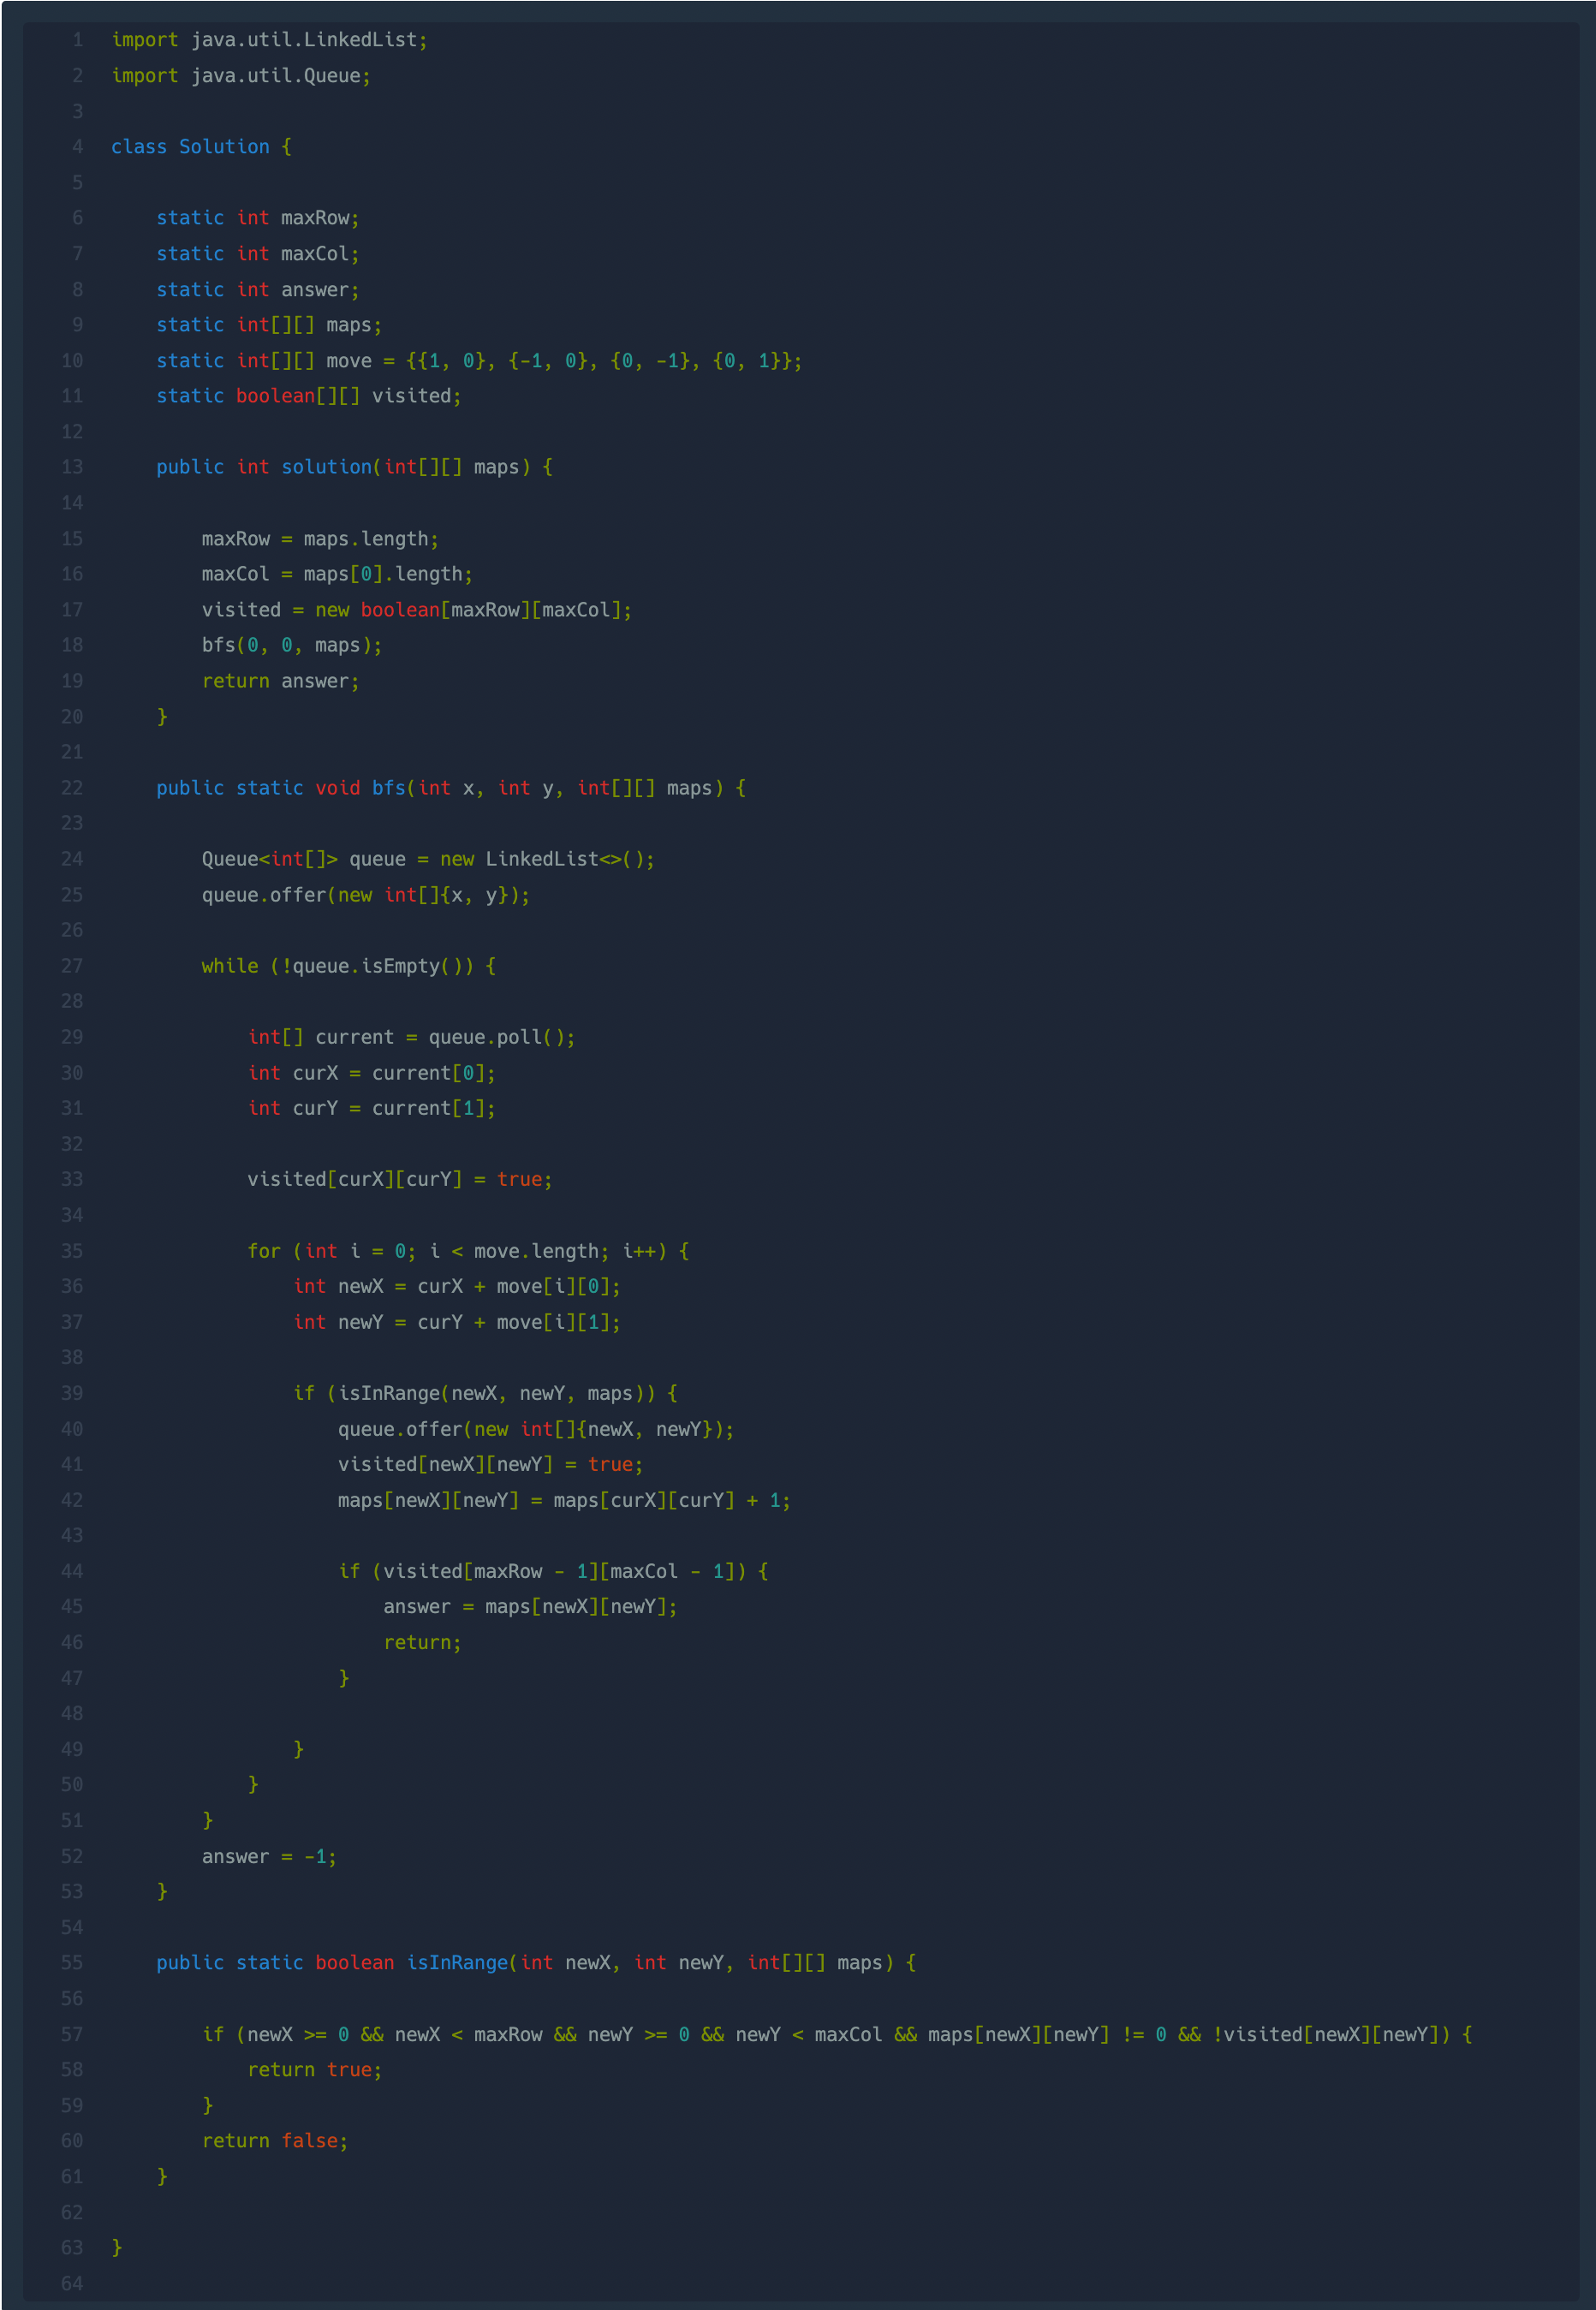 1 import java.util.LinkedList;
2 import java.util.Queue;
3
4 class Solution {
5
6     static int maxRow;
7     static int maxCol;
8     static int answer;
9     static int[][] maps;
10     static int[][] move = {{1, 0}, {-1, 0}, {0, -1}, {0, 1}};
11     static boolean[][] visited;
12
13     public int solution(int[][] maps) {
14
15         maxRow = maps.length;
16         maxCol = maps[0].length;
17         visited = new boolean[maxRow][maxCol];
18         bfs(0, 0, maps);
19         return answer;
20     }
21
22     public static void bfs(int x, int y, int[][] maps) {
23
24         Queue<int[]> queue = new LinkedList<>();
25         queue.offer(new int[]{x, y});
26
27         while (!queue.isEmpty()) {
28
29             int[] current = queue.poll();
30             int curX = current[0];
31             int curY = current[1];
32
33             visited[curX][curY] = true;
34
35             for (int i = 0; i < move.length; i++) {
36                 int newX = curX + move[i][0];
37                 int newY = curY + move[i][1];
38
39                 if (isInRange(newX, newY, maps)) {
40                     queue.offer(new int[]{newX, newY});
41                     visited[newX][newY] = true;
42                     maps[newX][newY] = maps[curX][curY] + 1;
43
44                     if (visited[maxRow - 1][maxCol - 1]) {
45                         answer = maps[newX][newY];
46                         return;
47                     }
48
49                 }
50             }
51         }
52         answer = -1;
53     }
54
55     public static boolean isInRange(int newX, int newY, int[][] maps) {
56
57         if (newX >= 0 && newX < maxRow && newY >= 0 && newY < maxCol && maps[newX][newY] != 0 && !visited[newX][newY]) {
58             return true;
59         }
60         return false;
61     }
62
63 }
64